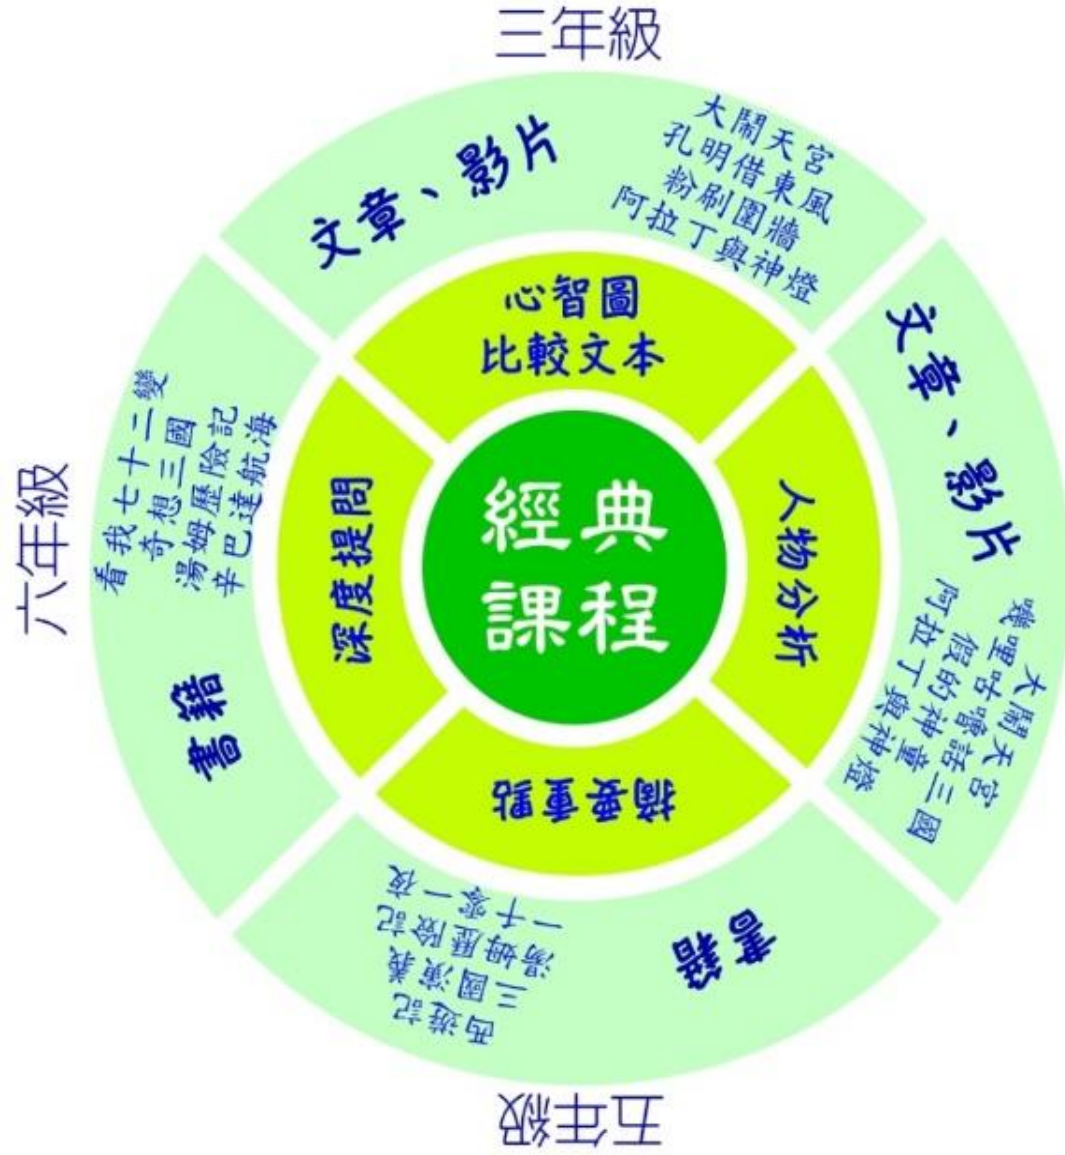 三年級
文章、影片
大鬧天宮
孔明借東風
粉刷圍牆
阿拉丁與神燈
心智圖
比較文本
文章、影片
大鬧天宮
嘰哩咕嚕話三國
假的神童
阿拉丁與神燈
人物分析
五年級
書籍
西遊記
三國演義
湯姆歷險記
一千零一夜
摘要重點
六年級
書籍
看我七十二變
奇想三國
湯姆歷險記
辛巴達航海
深度提問
經典
課程